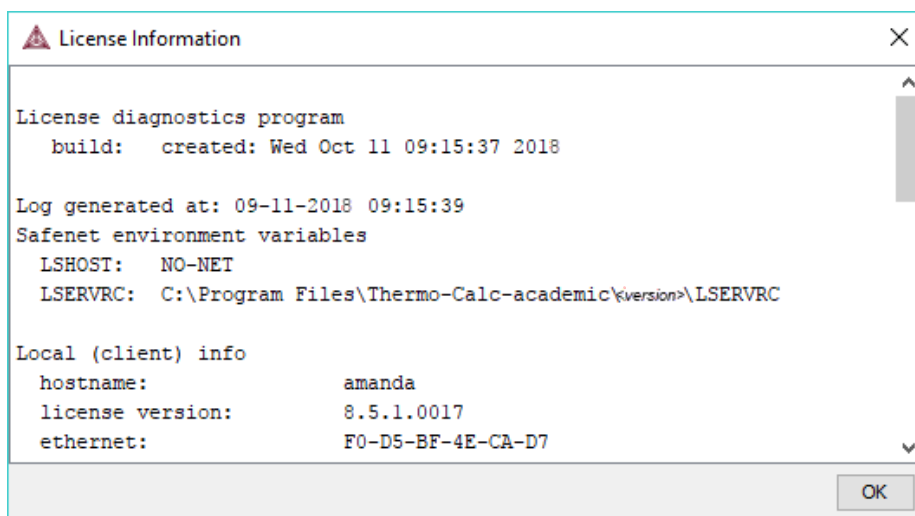 License Information
License diagnostics program
build: created: Wed Oct 11 09:15:37 2018
Log generated at: 09-11-2018 09:15:39
Safenet environment variables
LSHOST: NO-NET
LSERVRC: C:\Program Files\Thermo-Calc-academic\<version>\LSERVRC
Local (client) info
hostname: amanda
license version: 8.5.1.0017
ethernet: F0-D5-BF-4E-CA-D7
OK